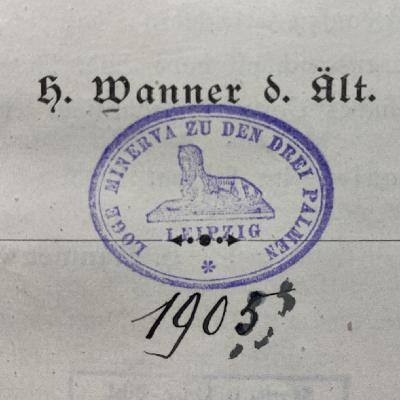 H. Wanner d. Ält.
LOGE MINERVA ZU DEN DREI PALMEN
LEIPZIG
*
1905